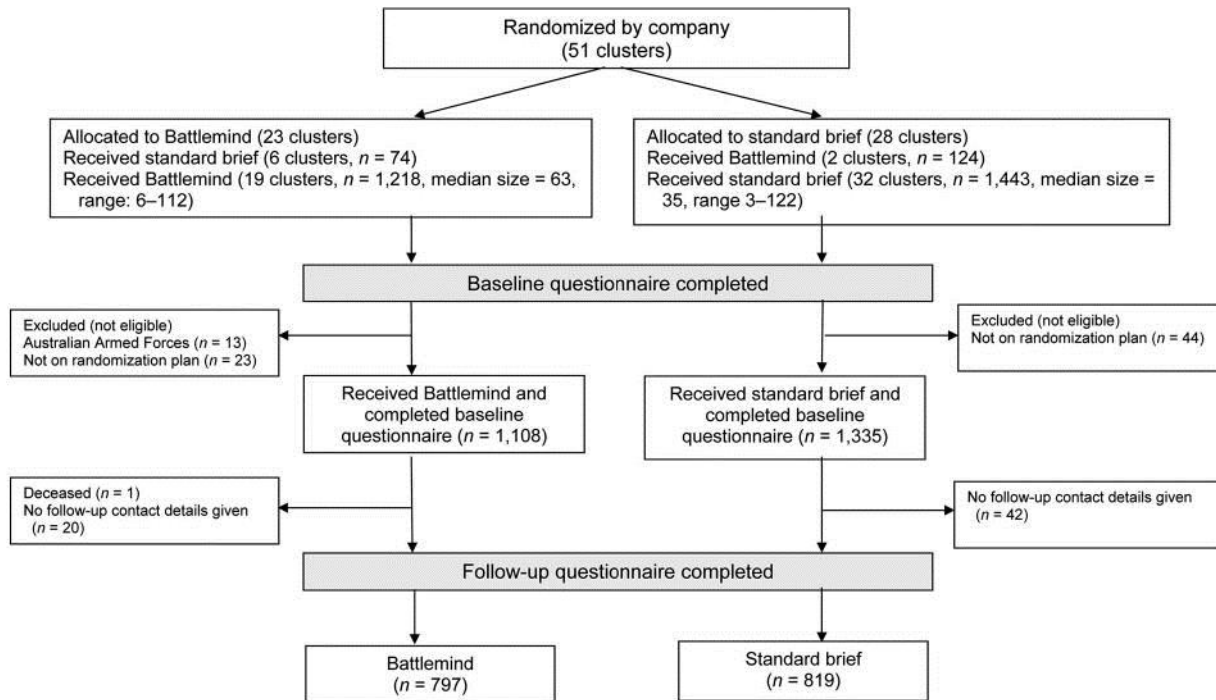 Randomized by company
(51 clusters)
Allocated to Battlemind (23 clusters)
Received standard brief (6 clusters, n = 74)
Received Battlemind (19 clusters, n = 1,218, median size = 63,
range: 6–112)
Allocated to standard brief (28 clusters)
Received Battlemind (2 clusters, n = 124)
Received standard brief (32 clusters, n = 1,443, median size =
35, range 3–122)
Baseline questionnaire completed
Excluded (not eligible)
Australian Armed Forces (n = 13)
Not on randomization plan (n = 23)
Excluded (not eligible)
Not on randomization plan (n = 44)
Received Battlemind and
completed baseline
questionnaire (n = 1,108)
Received standard brief and
completed baseline
questionnaire (n = 1,335)
Deceased (n = 1)
No follow-up contact details given
(n = 20)
No follow-up contact details given
(n = 42)
Follow-up questionnaire completed
Battlemind
(n = 797)
Standard brief
(n = 819)